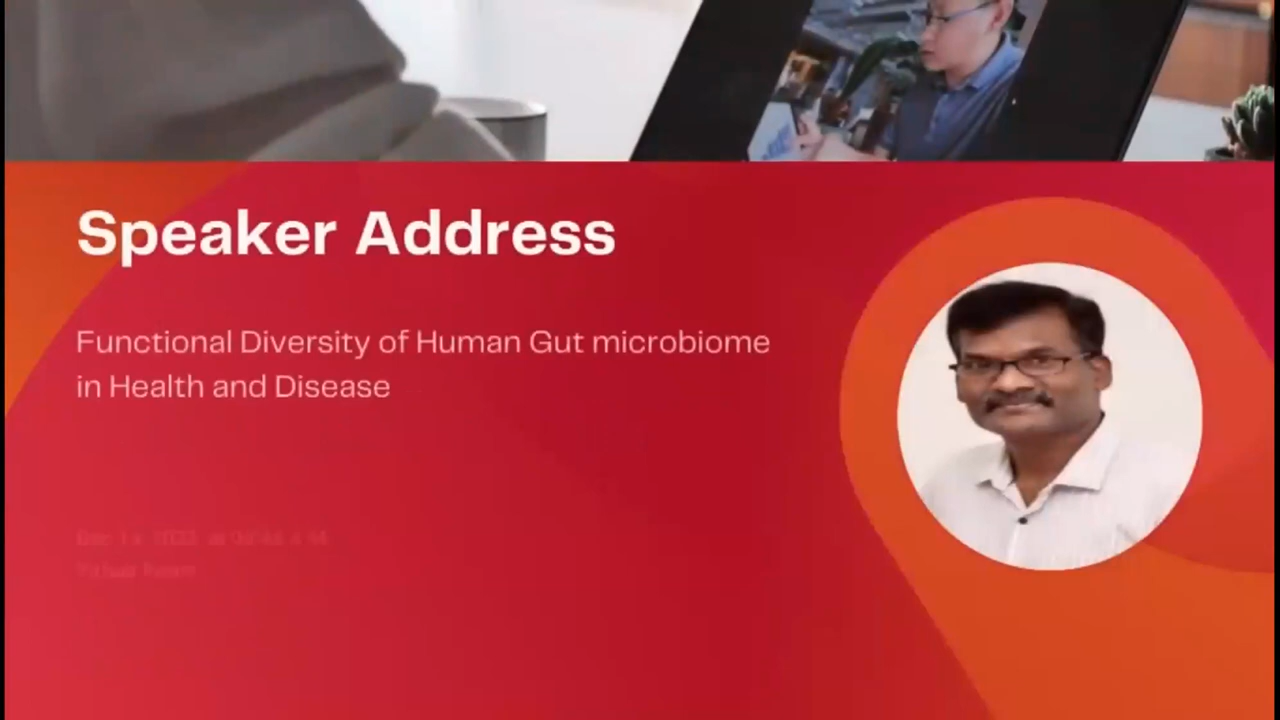 Speaker Address
Functional Diversity of Human Gut microbiome
in Health and Disease